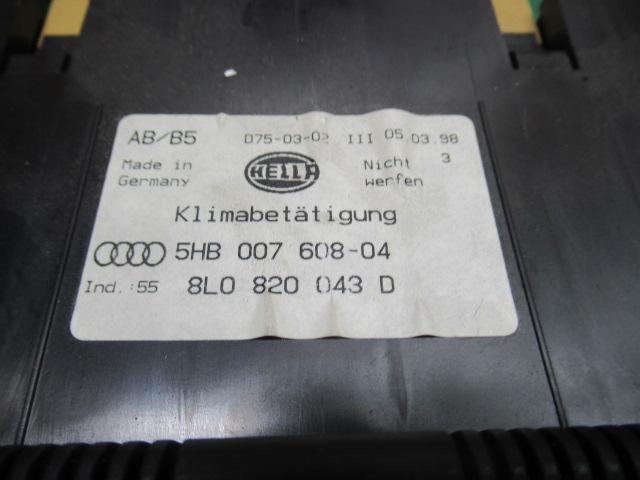 AB/B5 D75-03-02 III 05.03.98
Made in Germany HELLA Nicht werfen 3
Klimabetätigung
5HB 007 608-04
Ind.:55 8L0 820 043 D